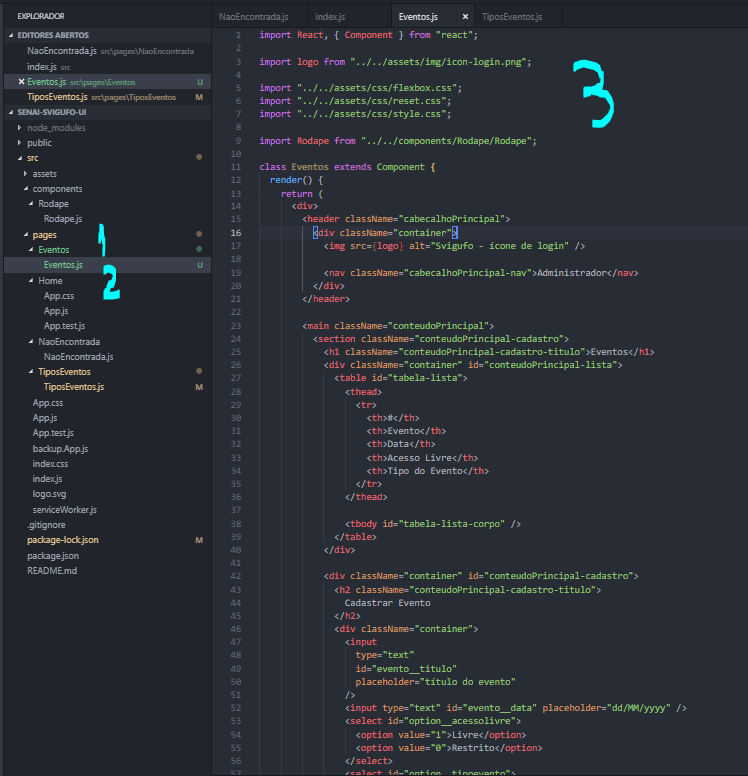 EXPLORADOR
EDITORES ABERTOS
NaoEncontrada.js src\pages\NaoEncontrada
index.js src
Eventos.js src\pages\Eventos U
TiposEventos.js src\pages\TiposEventos M
SENAI-SVIGUFO-UI
node_modules
public
src
assets
components
Rodape
Rodape.js
pages
Eventos
Eventos.js U
Home
App.css
App.js
App.test.js
NaoEncontrada
NaoEncontrada.js
TiposEventos
TiposEventos.js M
App.css
App.js
App.test.js
backup.App.js
index.css
index.js
logo.svg
serviceWorker.js
.gitignore
package-lock.json M
package.json
README.md
1
2
3
NaoEncontrada.js index.js Eventos.js TiposEventos.js
1 import React, { Component } from "react";
2
3 import logo from "../../assets/img/icon-login.png";
4
5 import "../../assets/css/flexbox.css";
6 import "../../assets/css/reset.css";
7 import "../../assets/css/style.css";
8
9 import Rodape from "../../components/Rodape/Rodape";
10
11 class Eventos extends Component {
12 render() {
13 return (
14 <div>
15 <header className="cabecalhoPrincipal">
16 <div className="container">
17 <img src={logo} alt="Svigufo - ícone de login" />
18
19 <nav className="cabecalhoPrincipal-nav">Administrador</nav>
20 </div>
21 </header>
22
23 <main className="conteudoPrincipal">
24 <section className="conteudoPrincipal-cadastro">
25 <h1 className="conteudoPrincipal-cadastro-titulo">Eventos</h1>
26 <div className="container" id="conteudoPrincipal-lista">
27 <table id="tabela-lista">
28 <thead>
29 <tr>
30 <th>#</th>
31 <th>Evento</th>
32 <th>Data</th>
33 <th>Acesso Livre</th>
34 <th>Tipo do Evento</th>
35 </tr>
36 </thead>
37
38 <tbody id="tabela-lista-corpo" />
39 </table>
40 </div>
41
42 <div className="container" id="conteudoPrincipal-cadastro">
43 <h2 className="conteudoPrincipal-cadastro-titulo">
44 Cadastrar Evento
45 </h2>
46 <div className="container">
47 <input
48 type="text"
49 id="evento__titulo"
50 placeholder="título do evento"
51 />
52 <input type="text" id="evento__data" placeholder="dd/MM/yyyy" />
53 <select id="option__acessolivre">
54 <option value="1">Livre</option>
55 <option value="0">Restrito</option>
56 </select>
57 <select id="option__tipoevento">